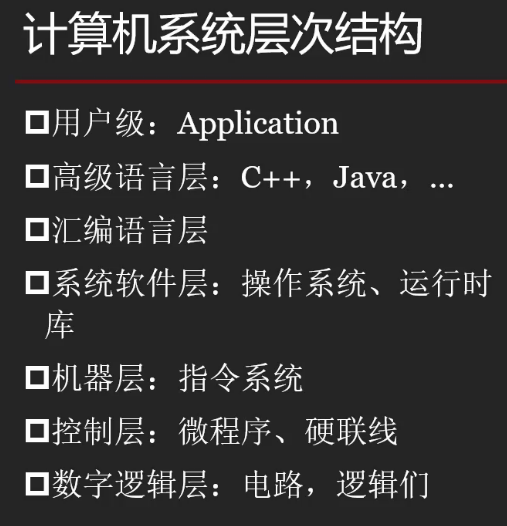 计算机系统层次结构
用户级：Application
高级语言层：C++，Java，...
汇编语言层
系统软件层：操作系统、运行时
库
机器层：指令系统
控制层：微程序、硬联线
数字逻辑层：电路，逻辑们